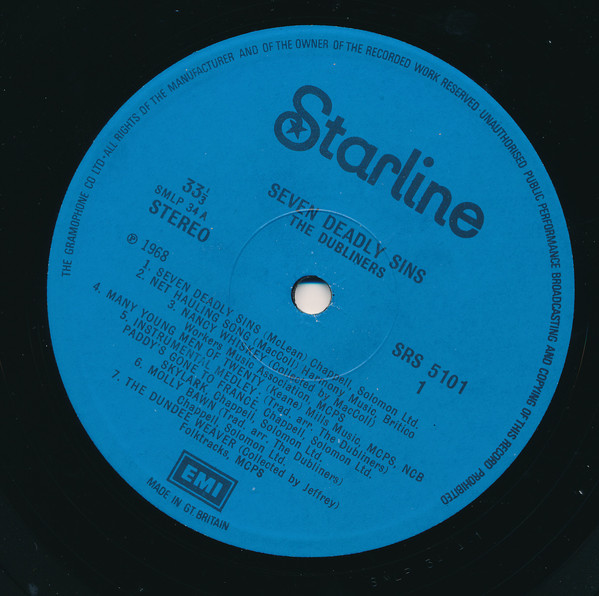 THE GRAMOPHONE CO LTD · ALL RIGHTS OF THE MANUFACTURER AND OF THE OWNER OF THE RECORDED WORK RESERVED UNAUTHORISED PUBLIC PERFORMANCE BROADCASTING AND COPYING OF THIS RECORD PROHIBITED
Starline
33⅓
SMLP 34 A
STEREO
SEVEN DEADLY SINS
THE DUBLINERS
℗ 1968
SRS 5101
1
1. SEVEN DEADLY SINS (McLean) Chappell, Solomon Ltd.
2. NET HAULING SONG (MacColl) Harmony Music, Britico
3. NANCY WHISKEY (Collected by MacColl)
Workers Music Association, MCPS
4. MANY YOUNG MEN OF TWENTY (Keane) Mills Music, MCPS, NCB
5. INSTRUMENT'L MEDLEY: (Trad. arr. The Dubliners)
PADDY'S GONE TO FRANCE, Chappell, Solomon Ltd.
SKYLARK, Chappell, Solomon Ltd.
6. MOLLY BAWN (Trad. arr. The Dubliners)
Chappell, Solomon, Ltd.
7. THE DUNDEE WEAVER (Collected by Jeffrey)
Folktracks, MCPS
EMI
MADE IN GT. BRITAIN